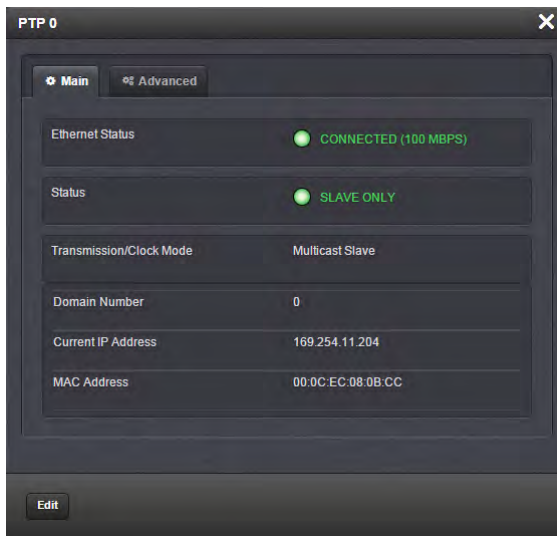 PTP 0
Main Advanced
Ethernet Status CONNECTED (100 MBPS)
Status SLAVE ONLY
Transmission/Clock Mode Multicast Slave
Domain Number 0
Current IP Address 169.254.11.204
MAC Address 00:0C:EC:08:0B:CC
Edit